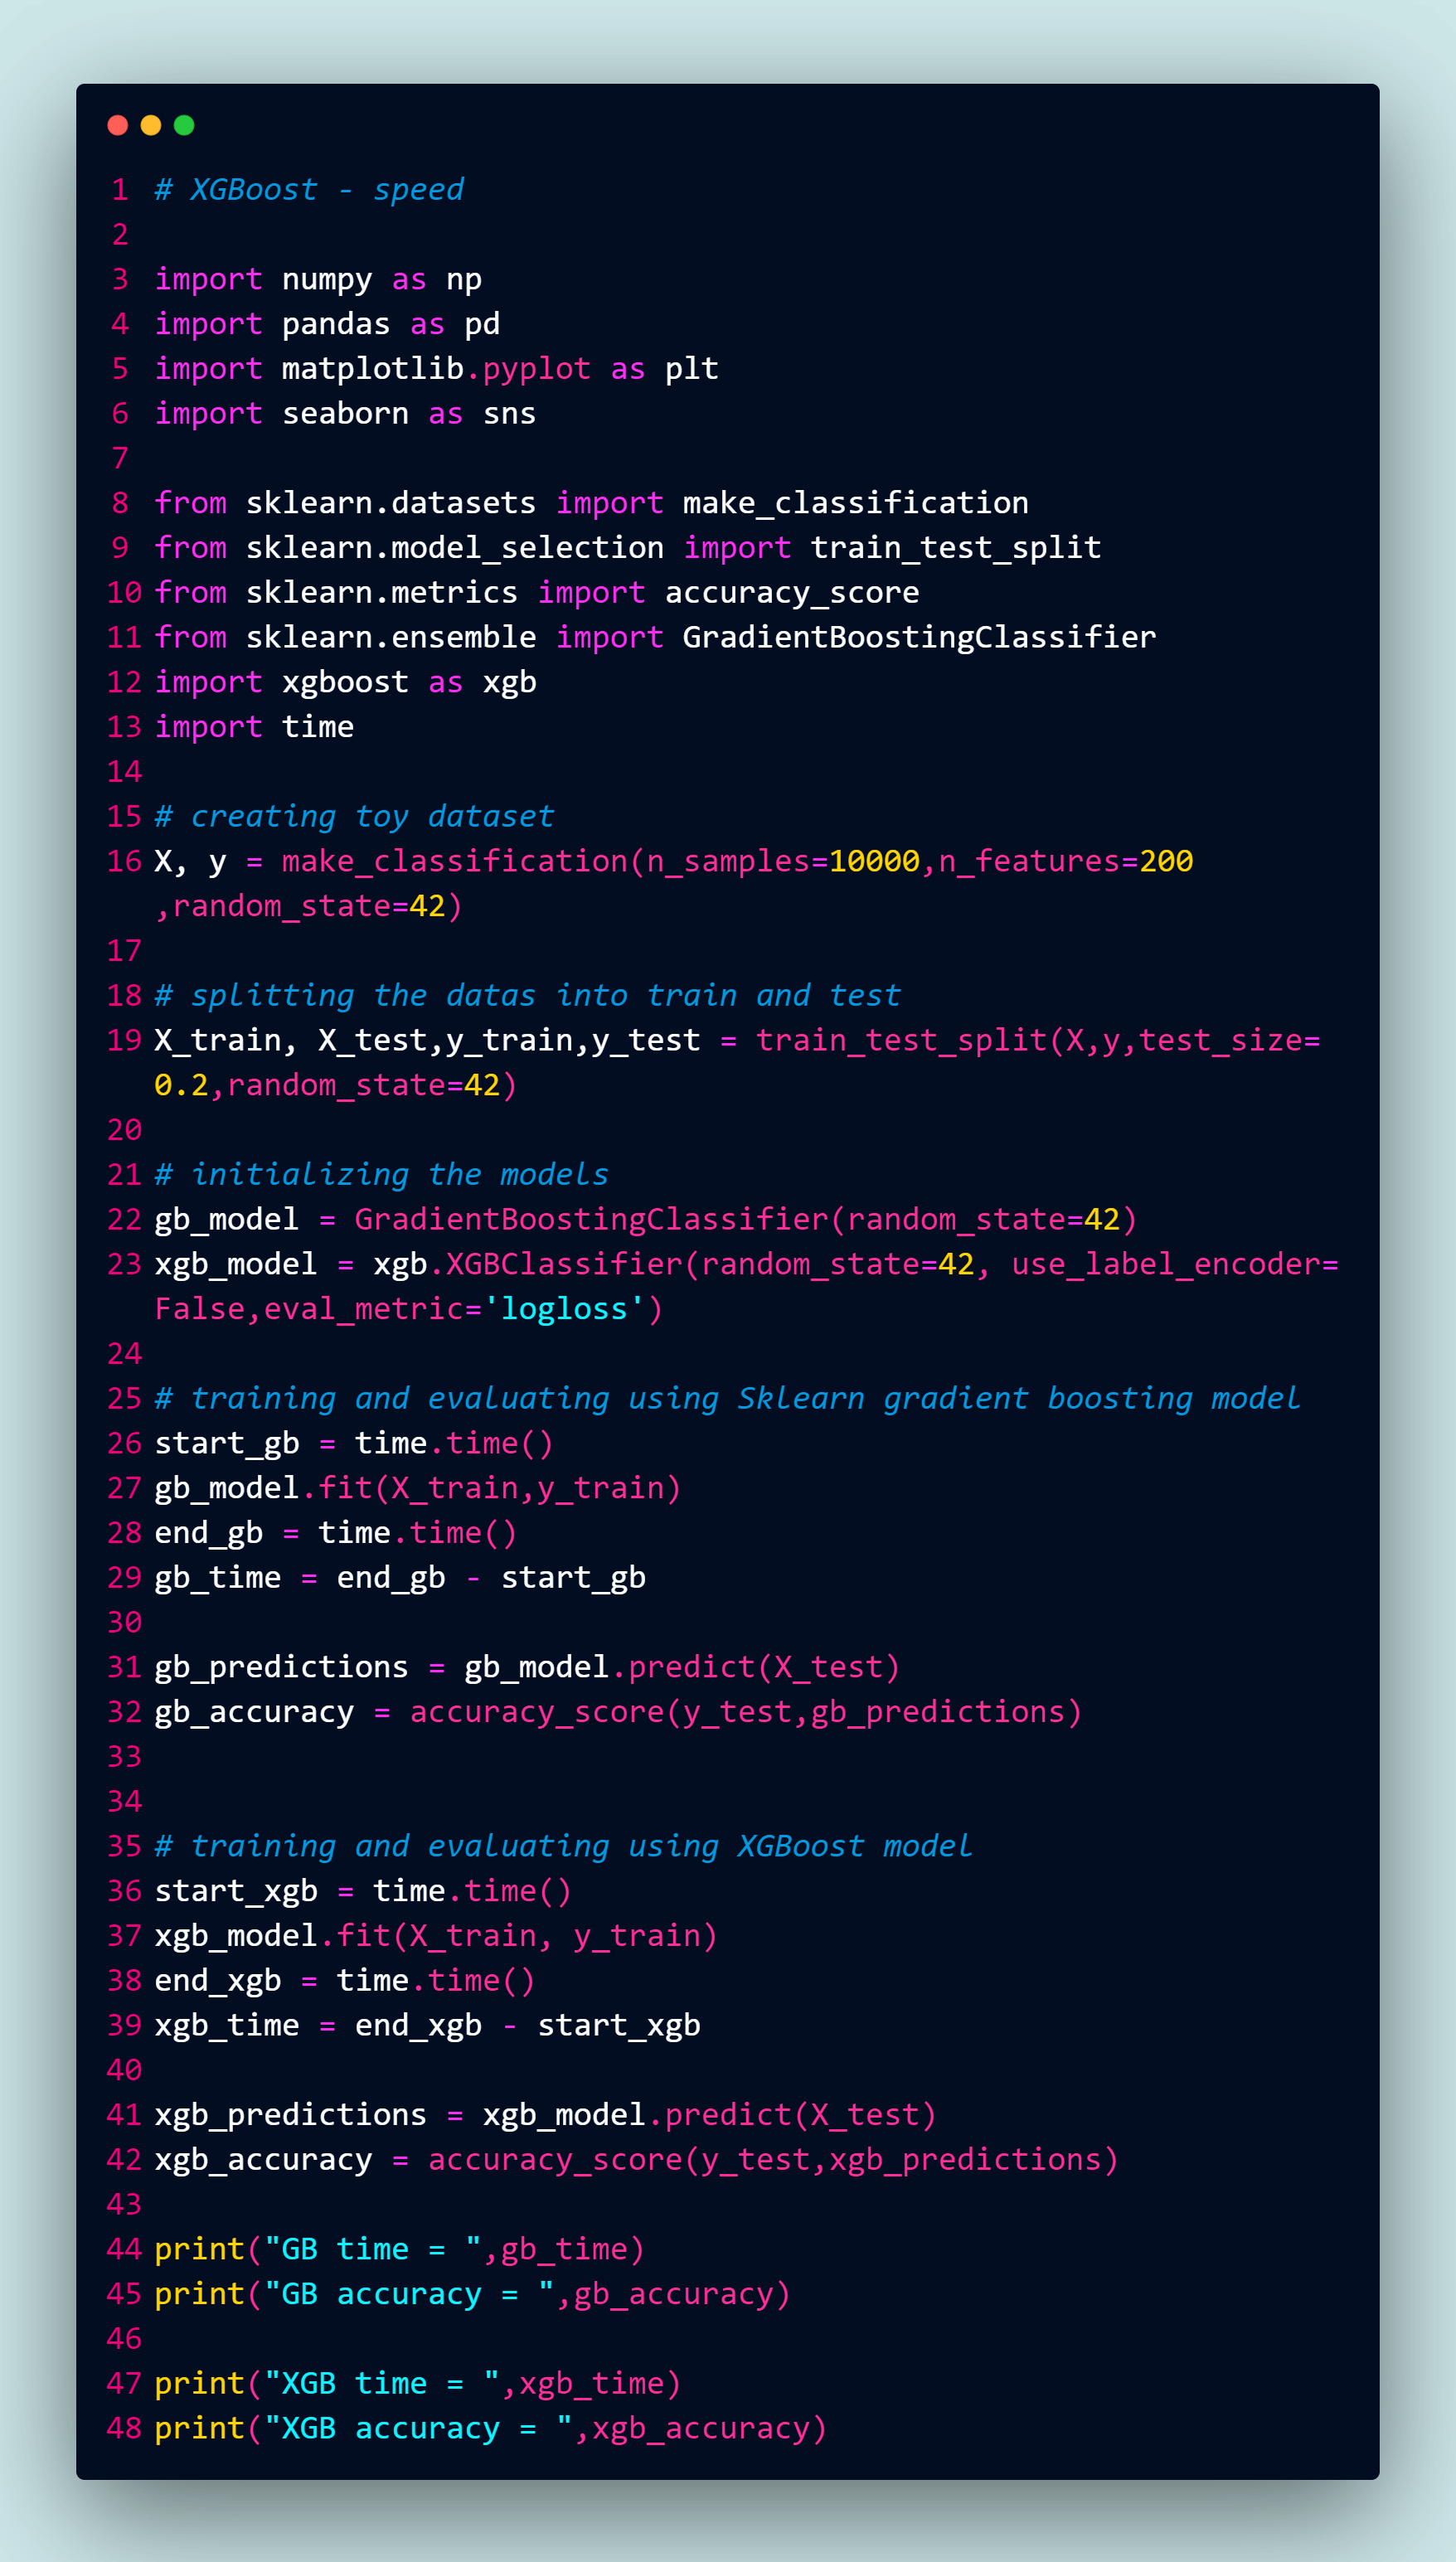 1 # XGBoost - speed
2
3 import numpy as np
4 import pandas as pd
5 import matplotlib.pyplot as plt
6 import seaborn as sns
7
8 from sklearn.datasets import make_classification
9 from sklearn.model_selection import train_test_split
10 from sklearn.metrics import accuracy_score
11 from sklearn.ensemble import GradientBoostingClassifier
12 import xgboost as xgb
13 import time
14
15 # creating toy dataset
16 X, y = make_classification(n_samples=10000,n_features=200
,random_state=42)
17
18 # splitting the datas into train and test
19 X_train, X_test,y_train,y_test = train_test_split(X,y,test_size=
0.2,random_state=42)
20
21 # initializing the models
22 gb_model = GradientBoostingClassifier(random_state=42)
23 xgb_model = xgb.XGBClassifier(random_state=42, use_label_encoder=
False,eval_metric='logloss')
24
25 # training and evaluating using Sklearn gradient boosting model
26 start_gb = time.time()
27 gb_model.fit(X_train,y_train)
28 end_gb = time.time()
29 gb_time = end_gb - start_gb
30
31 gb_predictions = gb_model.predict(X_test)
32 gb_accuracy = accuracy_score(y_test,gb_predictions)
33
34
35 # training and evaluating using XGBoost model
36 start_xgb = time.time()
37 xgb_model.fit(X_train, y_train)
38 end_xgb = time.time()
39 xgb_time = end_xgb - start_xgb
40
41 xgb_predictions = xgb_model.predict(X_test)
42 xgb_accuracy = accuracy_score(y_test,xgb_predictions)
43
44 print("GB time = ",gb_time)
45 print("GB accuracy = ",gb_accuracy)
46
47 print("XGB time = ",xgb_time)
48 print("XGB accuracy = ",xgb_accuracy)